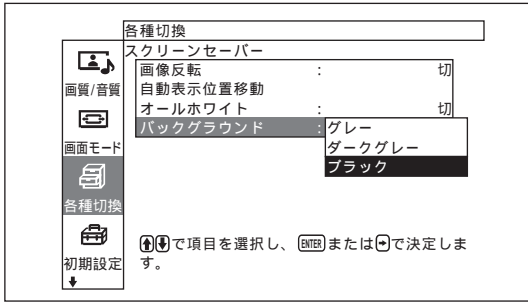 各種切換
スクリーンセーバー
画像反転 : 切
自動表示位置移動
オールホワイト : 切
バックグラウンド : グレー
ダークグレー
ブラック
画質/音質
画面モード
各種切換
初期設定
で項目を選択し、ENTERまたはで決定しま
す。